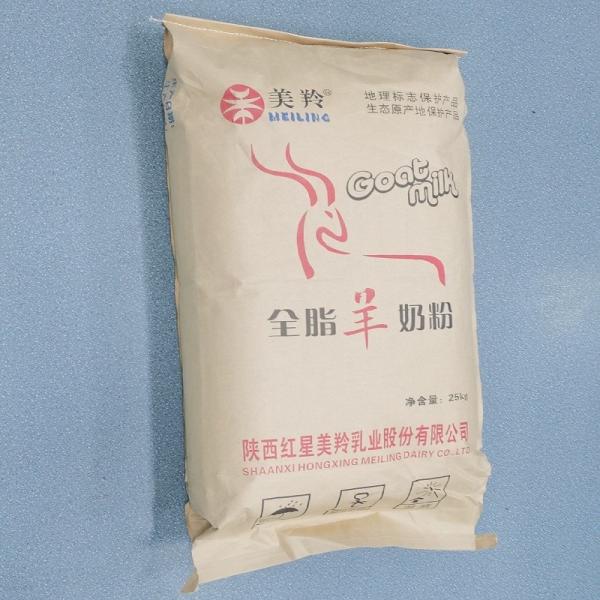 美羚®
MEILING
地理标志保护产品
生态原产地保护产品
Goat
milk
全脂羊奶粉
净含量：25kg
陕西红星美羚乳业股份有限公司
SHAANXI HONGXING MEILING DAIRY CO.,LTD